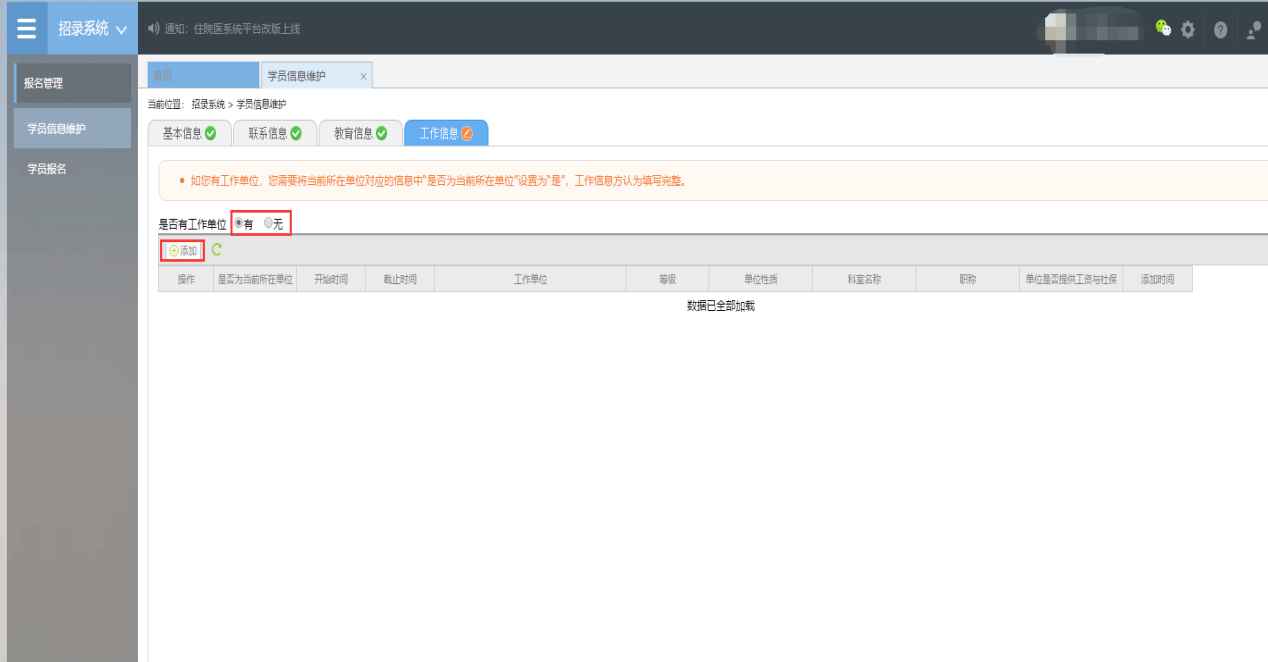 招录系统
通知：住院医系统平台改版上线
报名管理
学员信息维护
学员报名
首页
学员信息维护 x
当前位置： 招录系统 > 学员信息维护
基本信息 联系信息 教育信息 工作信息
• 如您有工作单位，您需要将当前所在单位对应的信息中"是否为当前所在单位"设置为"是"，工作信息方认为填写完整。
是否有工作单位 有 无
添加
操作 是否为当前所在单位 开始时间 截止时间 工作单位 等级 单位性质 科室名称 职称 单位是否提供工资与社保 添加时间
数据已全部加载